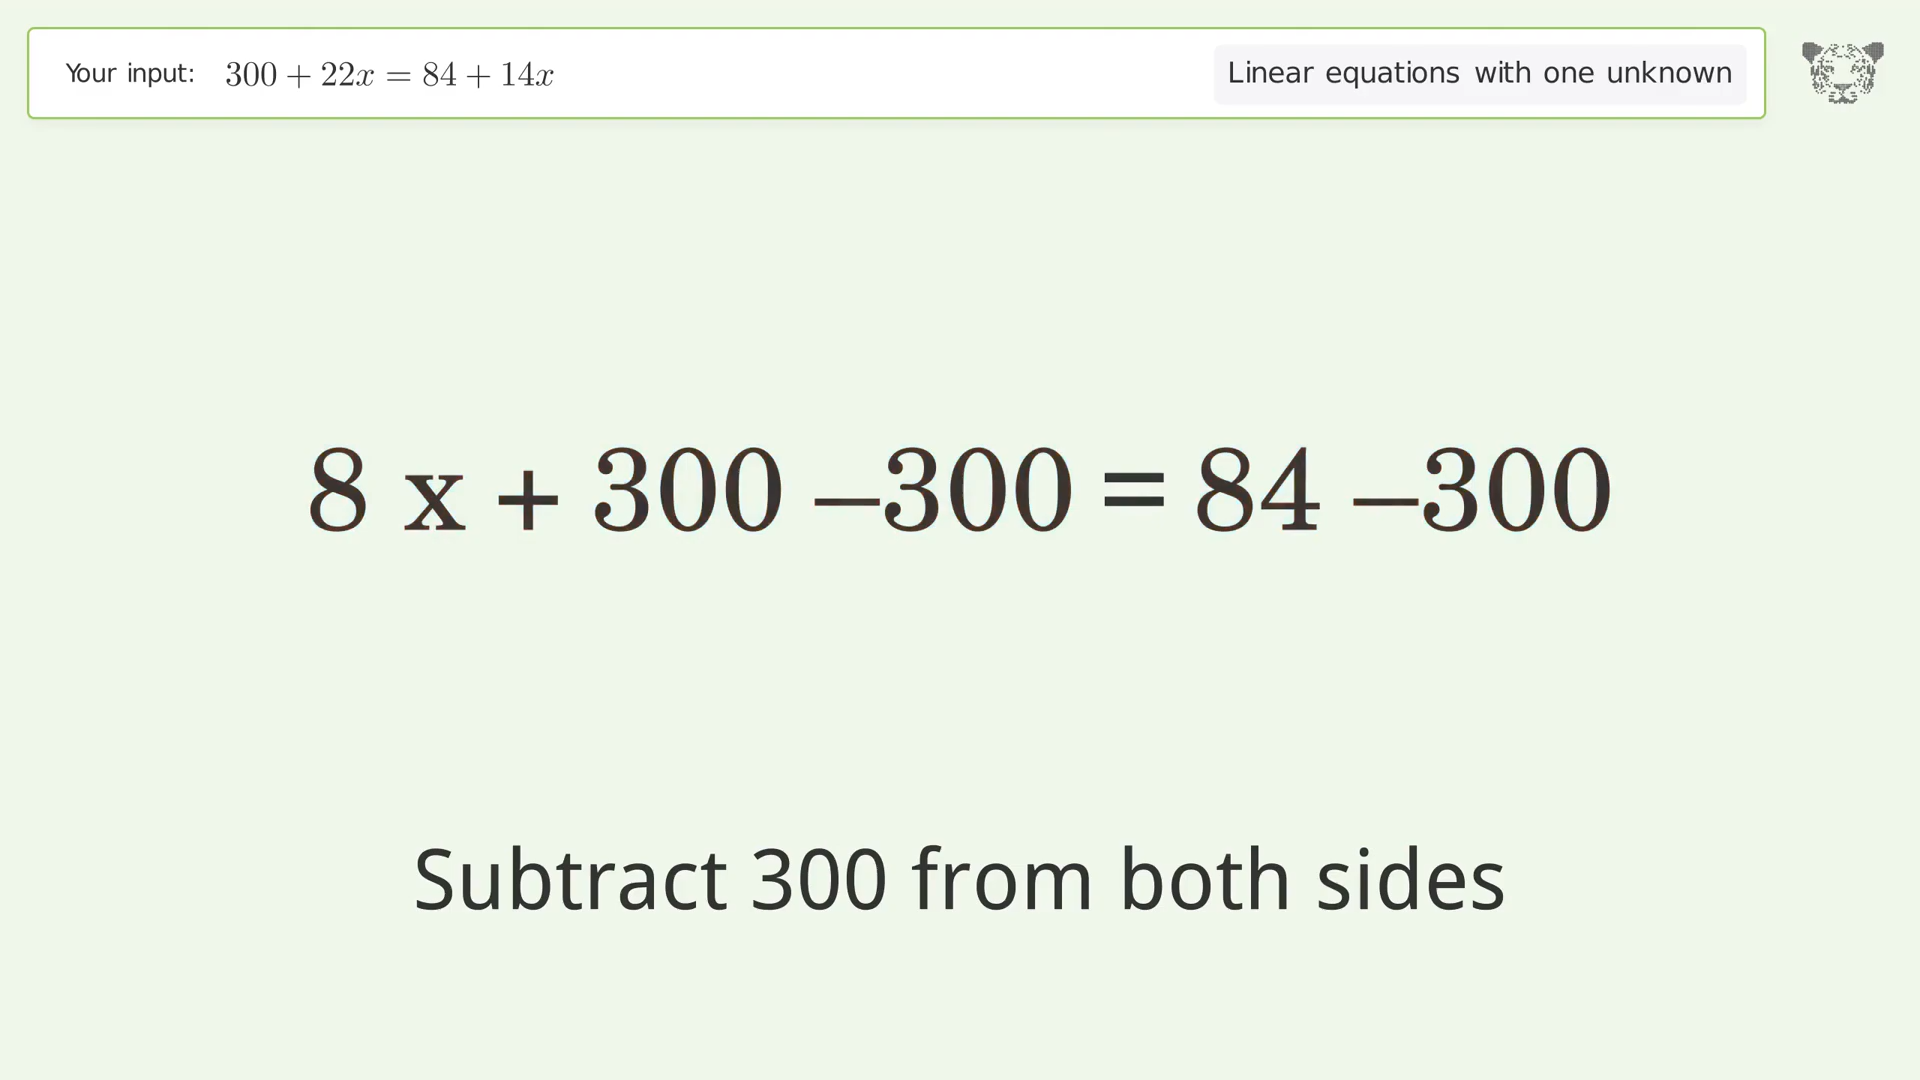 Your input: 300 + 22x = 84 + 14x
Linear equations with one unknown
8 x + 300 –300 = 84 –300
Subtract 300 from both sides